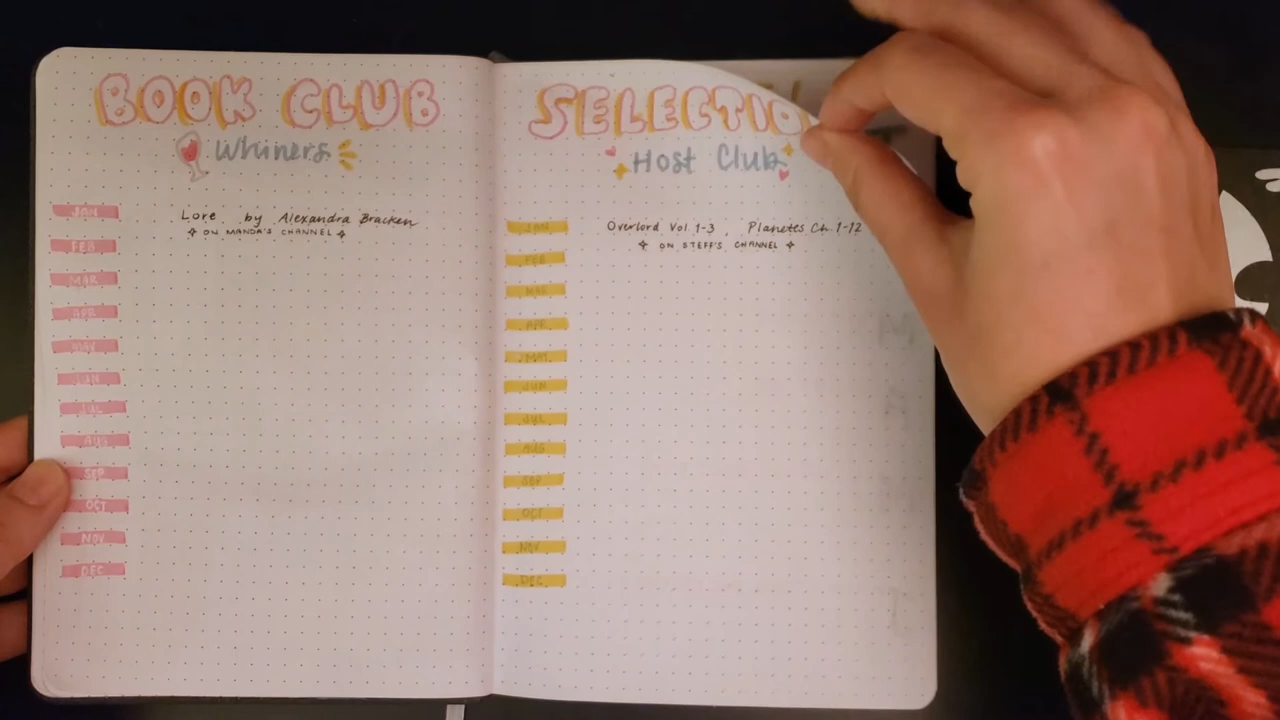 BOOK CLUB
Whiners
JAN
Lore by Alexandra Bracken
ON MANDA'S CHANNEL
FEB
MAR
APR
MAY
JUN
JUL
AUG
SEP
OCT
NOV
DEC
SELECTIO
Host Club
JAN
Overlord Vol. 1-3, Planetes Ch. 1-12
ON STEFF'S CHANNEL
FEB
MAR
APR
MAY
JUN
JUL
AUG
SEP
OCT
NOV
DEC